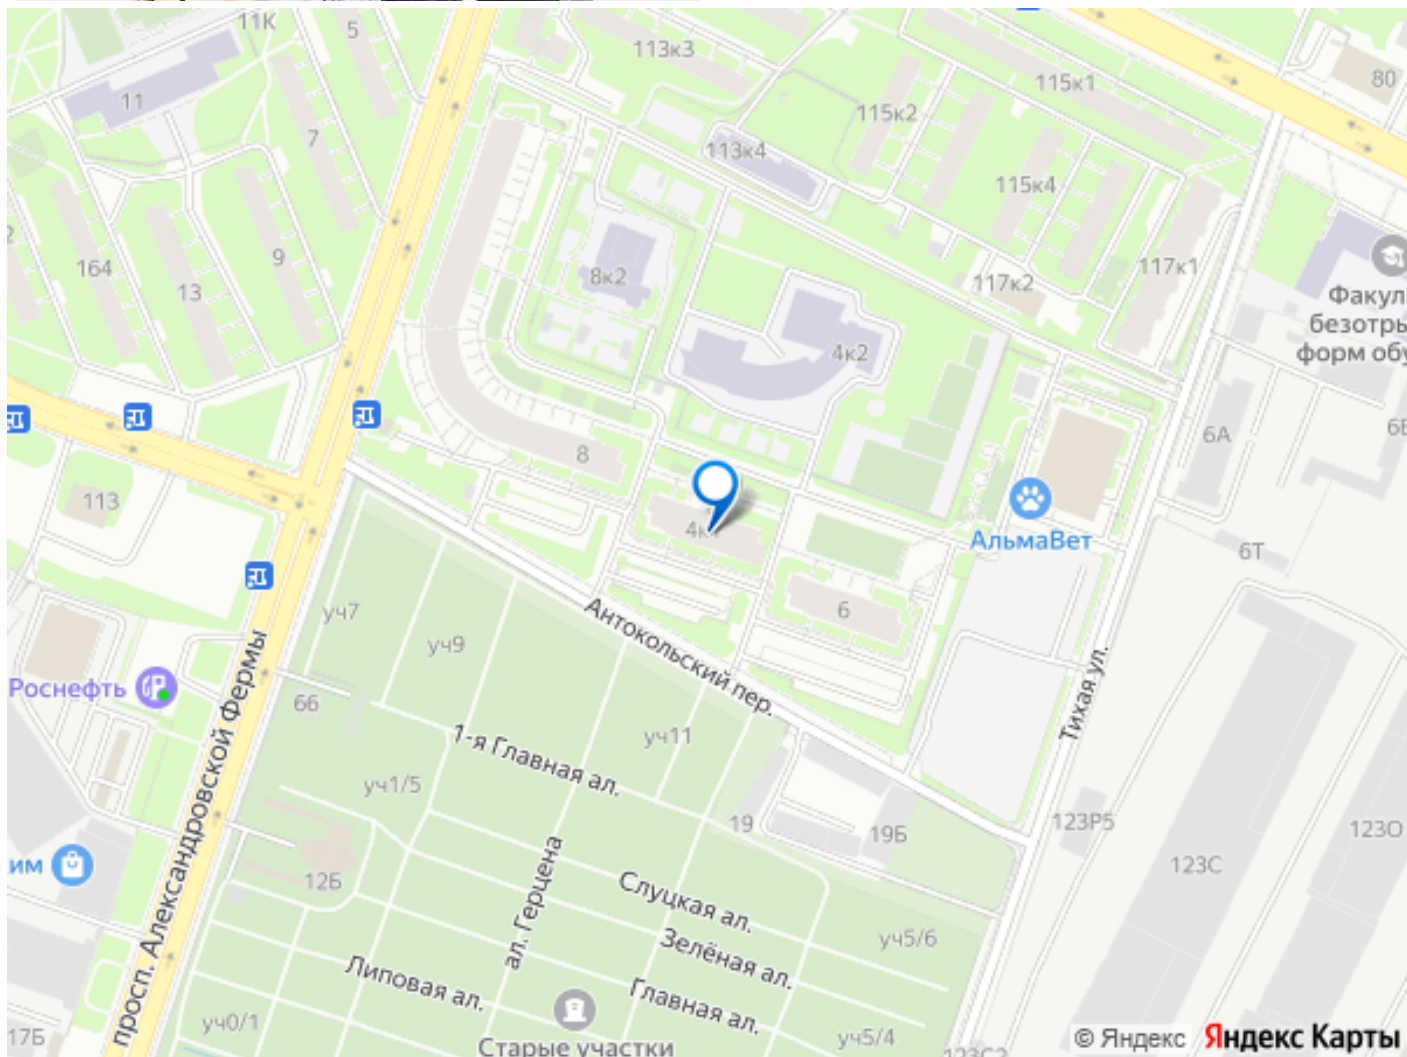 11К
5
113к3
115к1
80
11
7
115к2
113к4
115к4
9
164
13
8к2
117к2
117к1
4к2
Факул
безотры
форм обу
6А
8
113
4к
АльмаВет
6Т
6
уч7
уч9
Антокольский пер.
Тихая ул.
Роснефть
6Б
просп. Александровской Фермы
1-я Главная ал.
уч11
уч1/5
19
19Б
123Р5
123О
123С
им
12Б
ал. Герцена
Слуцкая ал.
Зелёная ал.
уч5/6
Липовая ал.
Главная ал.
17Б
уч0/1
Старые участки
уч5/4
© Яндекс Яндекс Карты